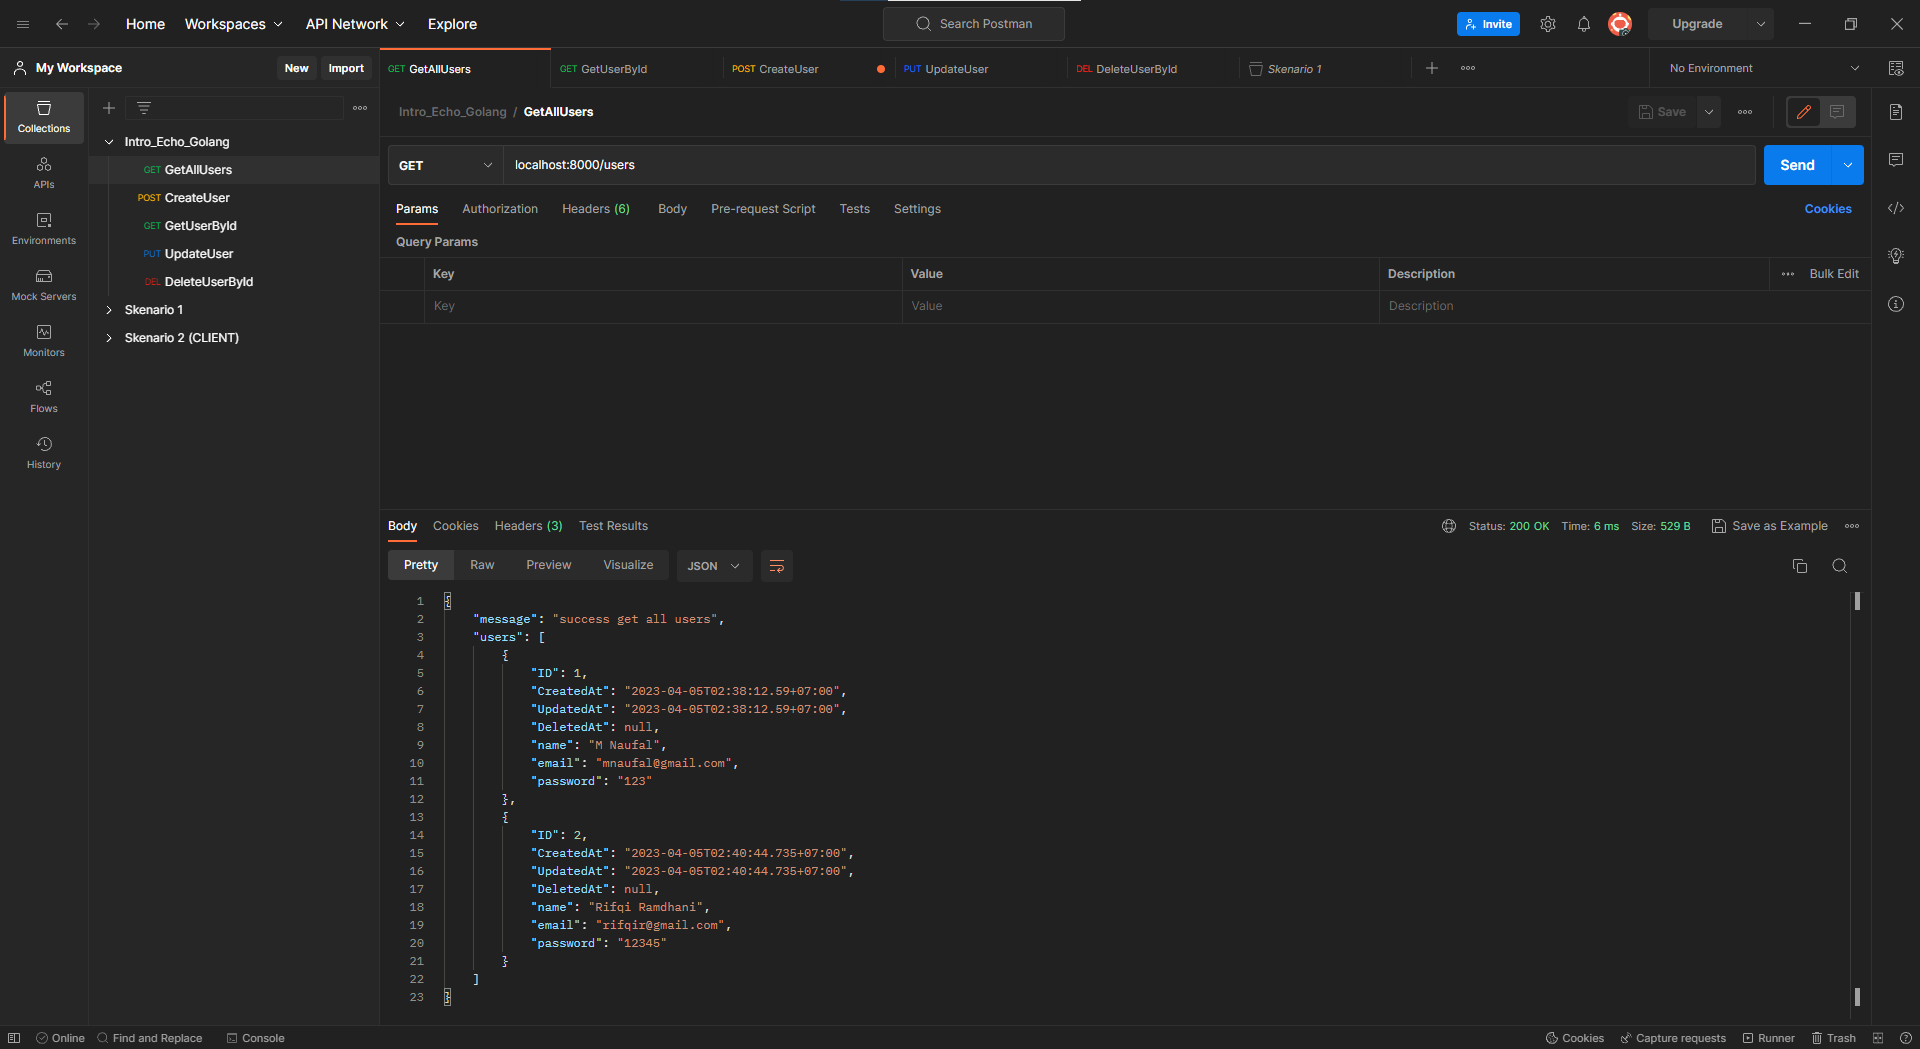 Home Workspaces API Network Explore Search Postman Invite Upgrade
My Workspace New Import
GET GetAllUsers GET GetUserById POST CreateUser PUT UpdateUser DEL DeleteUserById Skenario 1 No Environment
Collections
APIs
Environments
Mock Servers
Monitors
Flows
History
Intro_Echo_Golang
GET GetAllUsers
POST CreateUser
GET GetUserById
PUT UpdateUser
DEL DeleteUserById
Skenario 1
Skenario 2 (CLIENT)
Intro_Echo_Golang / GetAllUsers Save
GET localhost:8000/users Send
Params Authorization Headers (6) Body Pre-request Script Tests Settings Cookies
Query Params
Key Value Description Bulk Edit
Key Value Description
Body Cookies Headers (3) Test Results Status: 200 OK Time: 6 ms Size: 529 B Save as Example
Pretty Raw Preview Visualize JSON
1 {
2 "message": "success get all users",
3 "users": [
4 {
5 "ID": 1,
6 "CreatedAt": "2023-04-05T02:38:12.59+07:00",
7 "UpdatedAt": "2023-04-05T02:38:12.59+07:00",
8 "DeletedAt": null,
9 "name": "M Naufal",
10 "email": "mnaufal@gmail.com",
11 "password": "123"
12 },
13 {
14 "ID": 2,
15 "CreatedAt": "2023-04-05T02:40:44.735+07:00",
16 "UpdatedAt": "2023-04-05T02:40:44.735+07:00",
17 "DeletedAt": null,
18 "name": "Rifqi Ramdhani",
19 "email": "rifqir@gmail.com",
20 "password": "12345"
21 }
22 ]
23 }
Online Find and Replace Console Cookies Capture requests Runner Trash